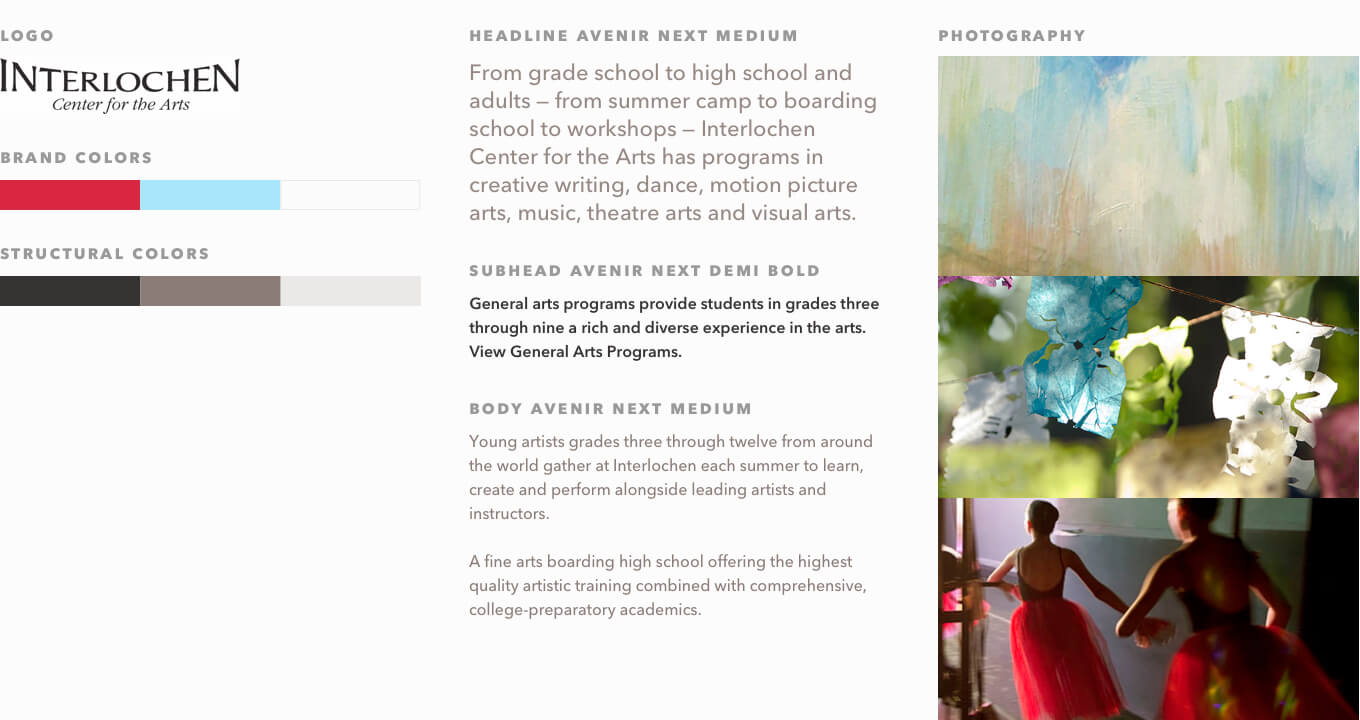 LOGO
INTERLOCHEN
Center for the Arts
BRAND COLORS
STRUCTURAL COLORS
HEADLINE AVENIR NEXT MEDIUM
From grade school to high school and
adults – from summer camp to boarding
school to workshops – Interlochen
Center for the Arts has programs in
creative writing, dance, motion picture
arts, music, theatre arts and visual arts.
SUBHEAD AVENIR NEXT DEMI BOLD
General arts programs provide students in grades three
through nine a rich and diverse experience in the arts.
View General Arts Programs.
BODY AVENIR NEXT MEDIUM
Young artists grades three through twelve from around
the world gather at Interlochen each summer to learn,
create and perform alongside leading artists and
instructors.
A fine arts boarding high school offering the highest
quality artistic training combined with comprehensive,
college-preparatory academics.
PHOTOGRAPHY